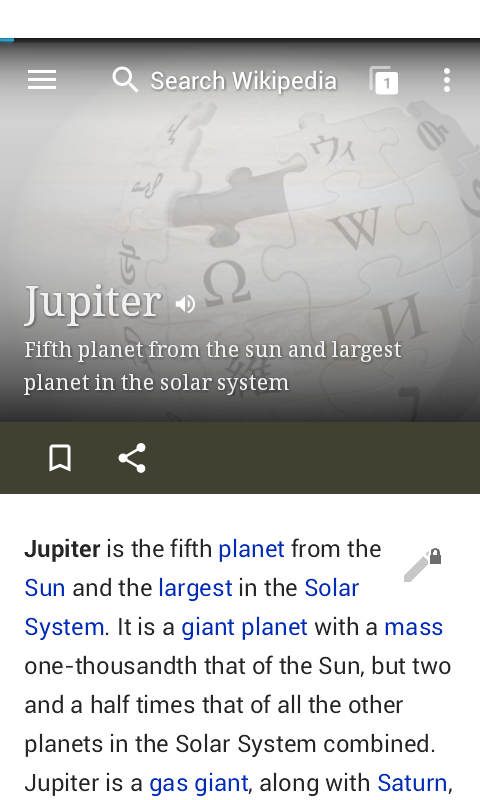 Search Wikipedia 1
ウィ
W
Ω
И
維
Jupiter
Fifth planet from the sun and largest
planet in the solar system
Jupiter is the fifth planet from the
Sun and the largest in the Solar
System. It is a giant planet with a mass
one-thousandth that of the Sun, but two
and a half times that of all the other
planets in the Solar System combined.
Jupiter is a gas giant, along with Saturn,